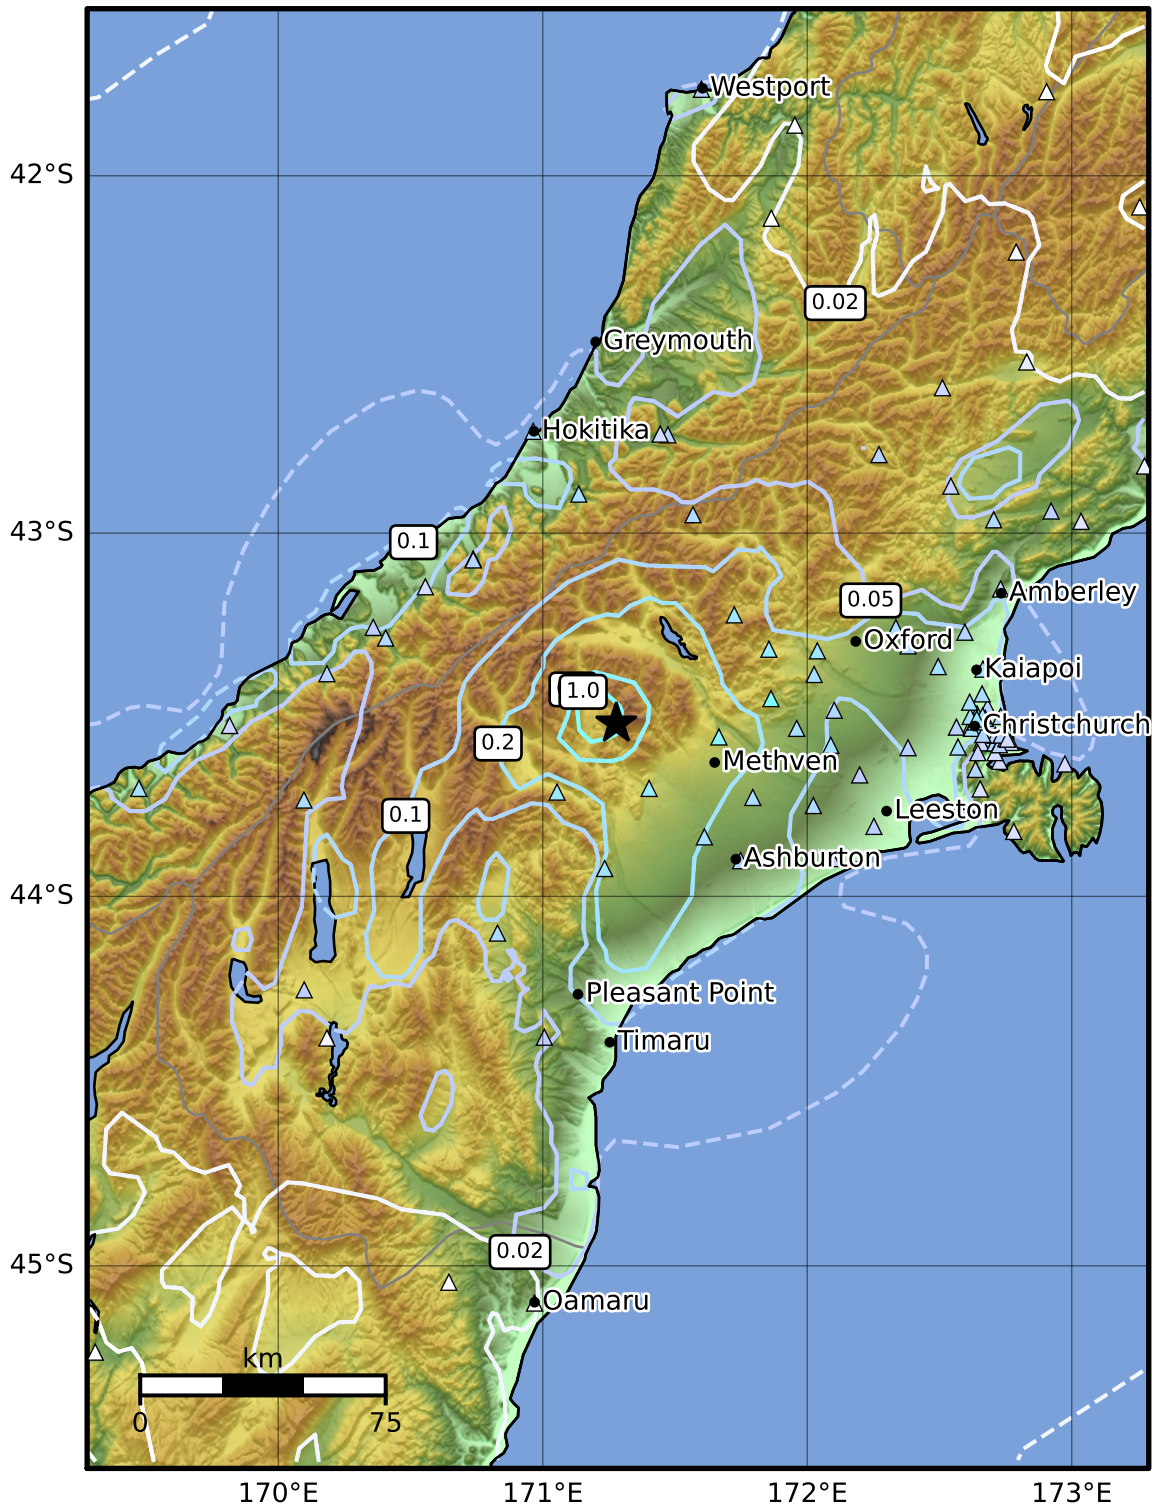 Westport
42°S
0.02
Greymouth
Hokitika
43°S
0.1
0.05
Amberley
Oxford
Kaiapoi
1.0
Christchurch
0.2
Methven
0.1
Leeston
Ashburton
44°S
Pleasant Point
Timaru
0.02
45°S
Oamaru
km
0
75
170°E
171°E
172°E
173°E